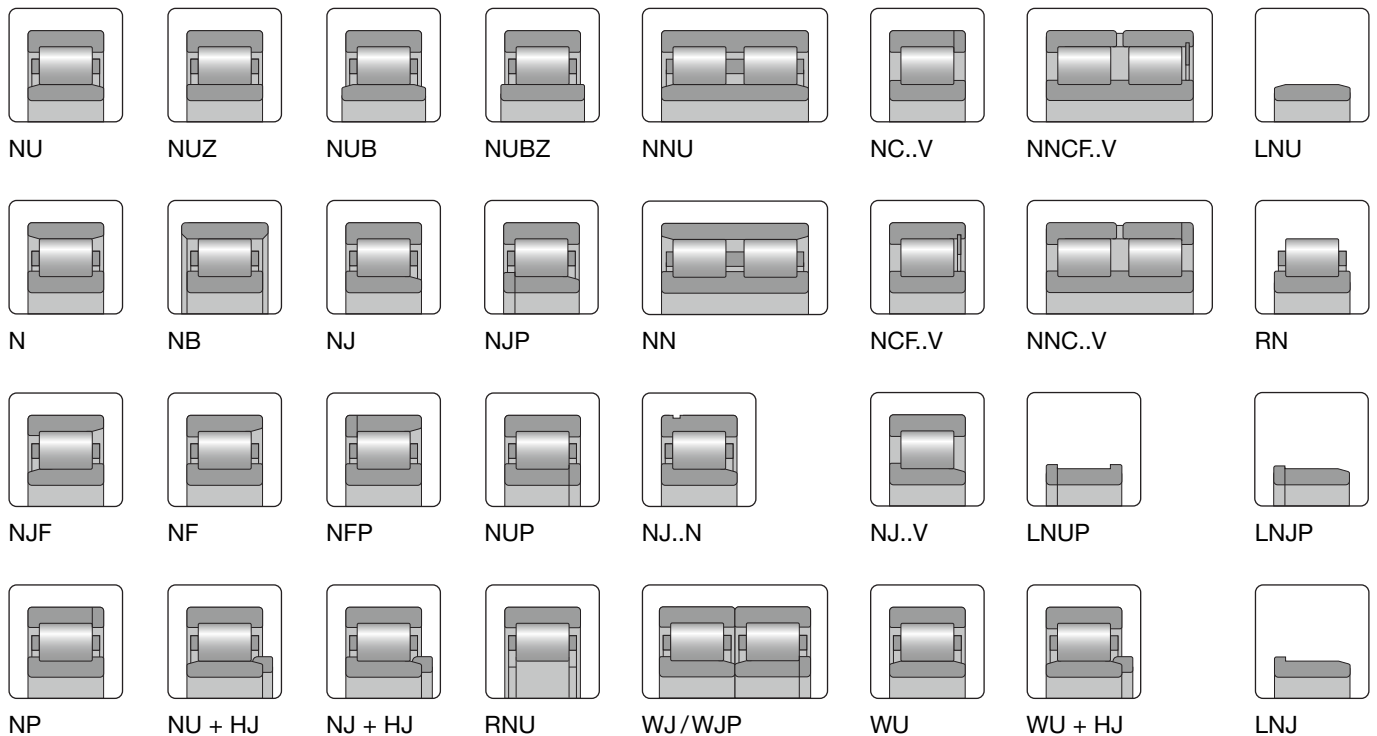 NU NUZ NUB NUBZ NNU NC..V NNCF..V LNU
N NB NJ NJP NN NCF..V NNC..V RN
NJF NF NFP NUP NJ..N NJ..V LNUP LNJP
NP NU + HJ NJ + HJ RNU WJ/WJP WU WU + HJ LNJ